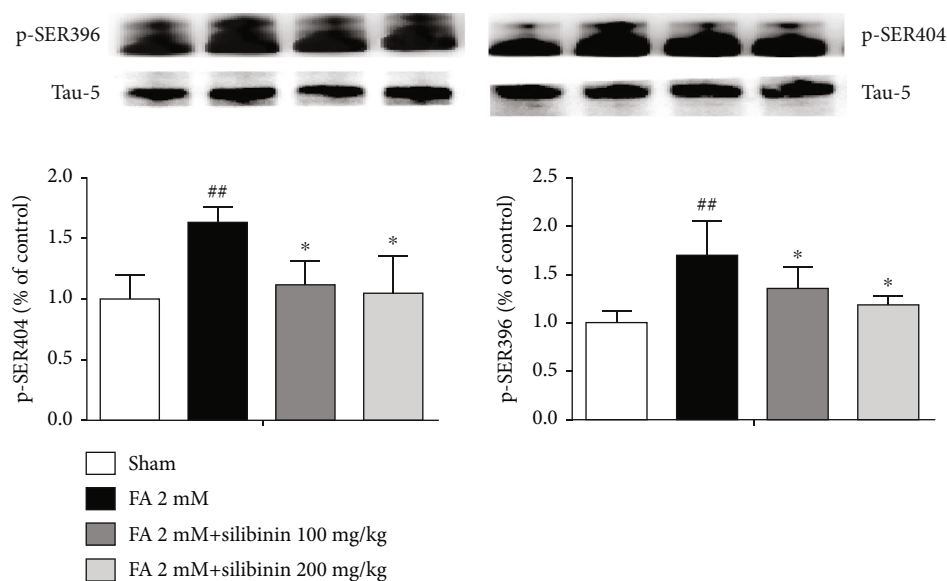 p-SER396
Tau-5
p-SER404
Tau-5
p-SER404 (% of control)
2.0
1.5
1.0
0.5
0.0
##
*
*
p-SER396 (% of control)
2.5
2.0
1.5
1.0
0.5
0.0
##
*
*
Sham
FA 2 mM
FA 2 mM+silibinin 100 mg/kg
FA 2 mM+silibinin 200 mg/kg